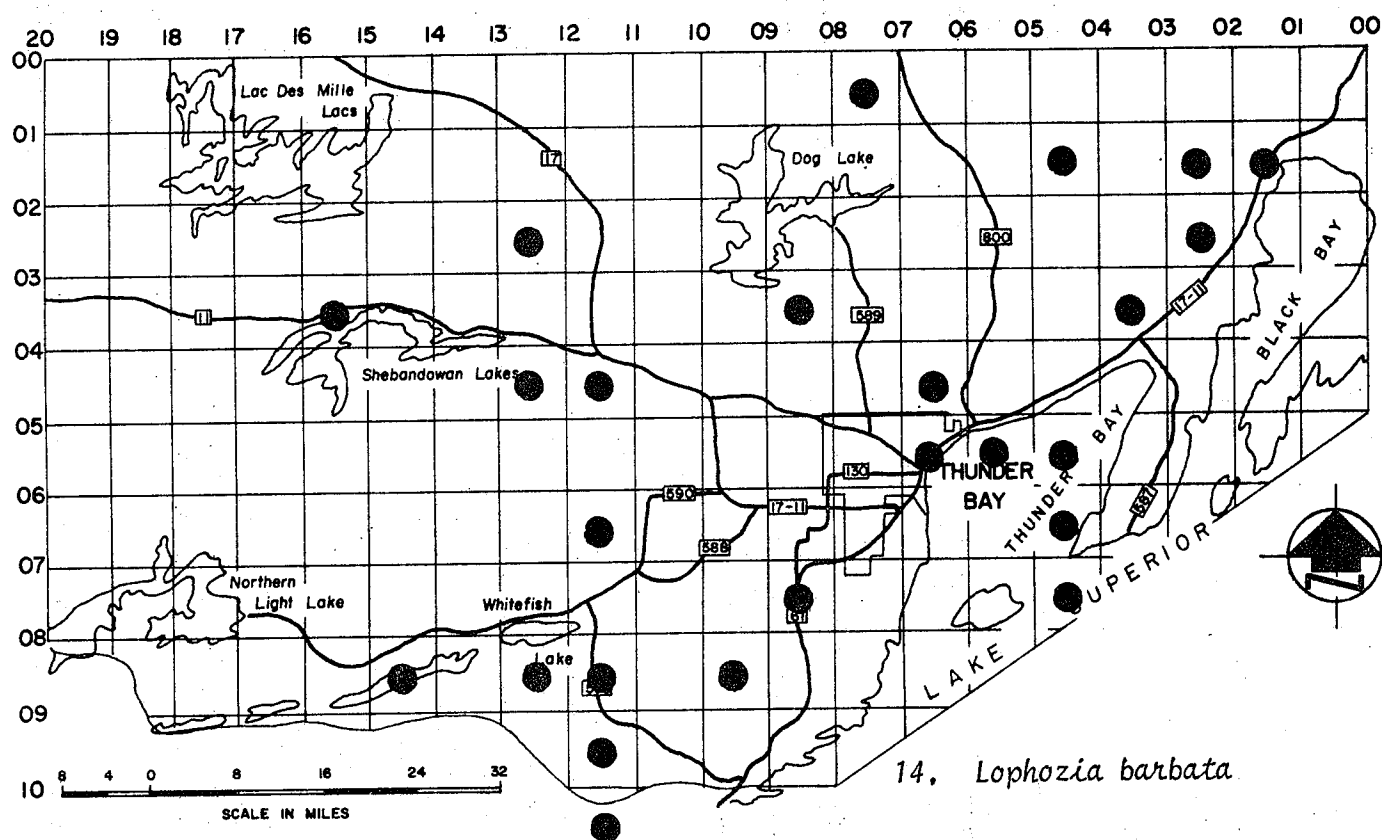 20 19 18 17 16 15 14 13 12 11 10 09 08 07 06 05 04 03 02 01 00
00
Lac Des Mille
Lacs
01
17
Dog Lake
02
800
BAY
03
11
589
17-11
BLACK
04
Shebandowan Lakes
05
BAY
130
THUNDER
06
590
BAY
17-11
THUNDER
587
588
07
SUPERIOR
N
Northern
Light Lake
Whitefish
61
08
Lake
LAKE
09
14. Lophozia barbata
8 4 0 8 16 24 32
10
SCALE IN MILES